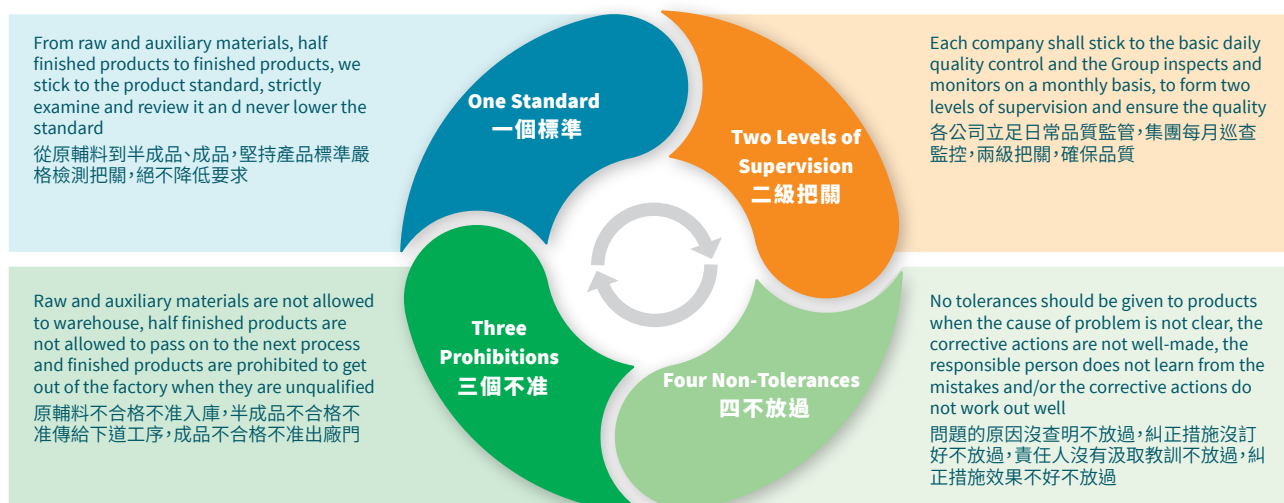 From raw and auxiliary materials, half
finished products to finished products, we
stick to the product standard, strictly
examine and review it an d never lower the
standard
從原輔料到半成品、成品,堅持產品標準嚴
格檢測把關,絕不降低要求
One Standard
一個標準
Two Levels of
Supervision
二級把關
Each company shall stick to the basic daily
quality control and the Group inspects and
monitors on a monthly basis, to form two
levels of supervision and ensure the quality
各公司立足日常品質監管,集團每月巡查
監控,兩級把關,確保品質
Raw and auxiliary materials are not allowed
to warehouse, half finished products are
not allowed to pass on to the next process
and finished products are prohibited to get
out of the factory when they are unqualified
原輔料不合格不准入庫,半成品不合格不
准傳給下道工序,成品不合格不准出廠門
Three
Prohibitions
三個不准
Four Non-Tolerances
四不放過
No tolerances should be given to products
when the cause of problem is not clear, the
corrective actions are not well-made, the
responsible person does not learn from the
mistakes and/or the corrective actions do
not work out well
問題的原因沒查明不放過,糾正措施沒訂
好不放過,責任人沒有汲取教訓不放過,糾
正措施效果不好不放過